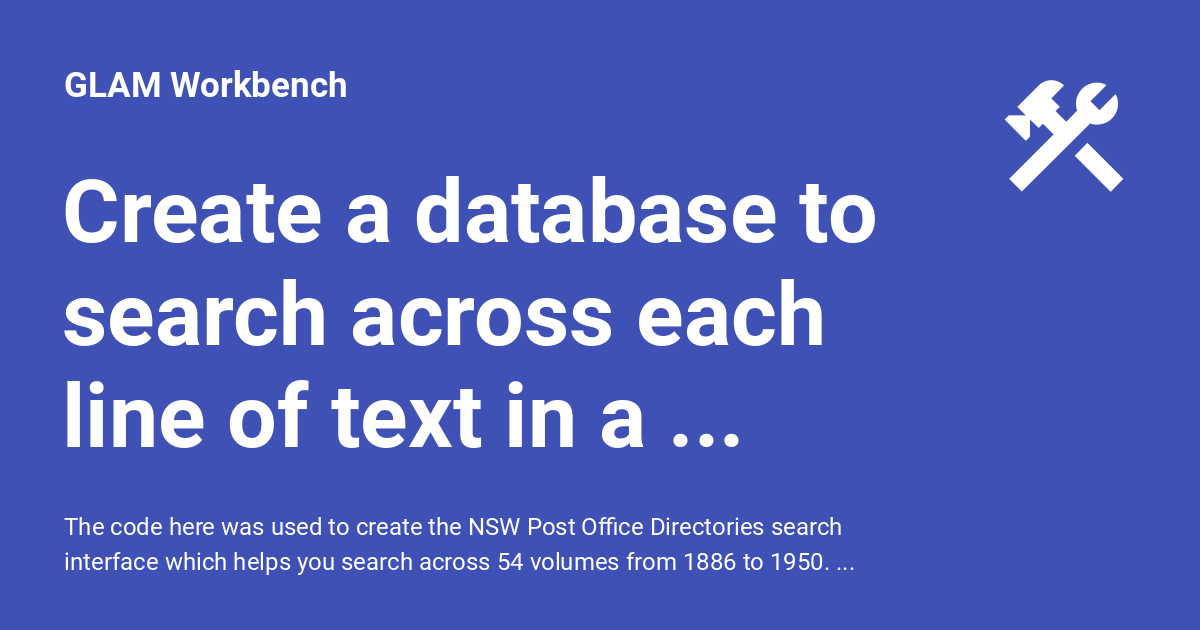 GLAM Workbench
Create a database to
search across each
line of text in a ...
The code here was used to create the NSW Post Office Directories search
interface which helps you search across 54 volumes from 1886 to 1950. ...